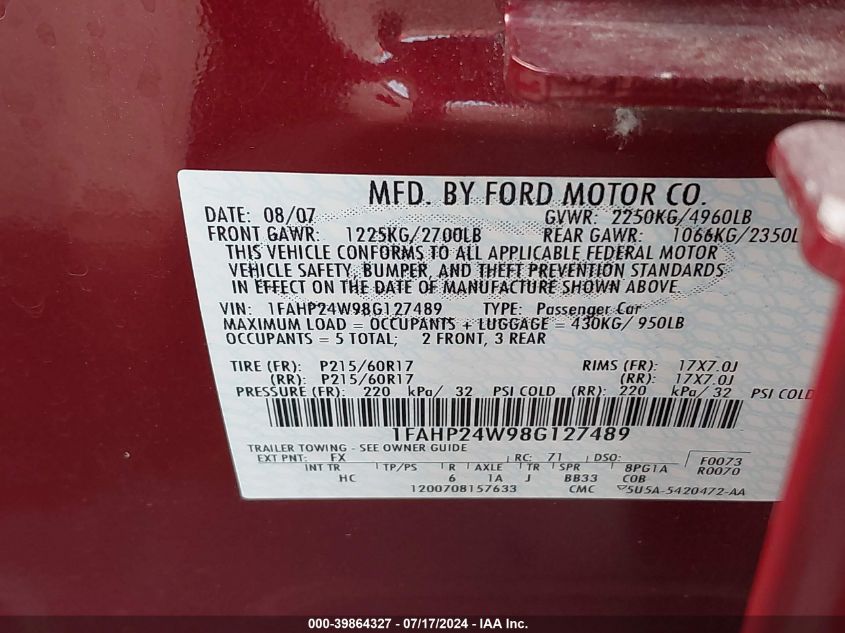 MFD. BY FORD MOTOR CO.
DATE: 08/07 GVWR: 2250KG/4960LB
FRONT GAWR: 1225KG/2700LB REAR GAWR: 1066KG/2350L
THIS VEHICLE CONFORMS TO ALL APPLICABLE FEDERAL MOTOR
VEHICLE SAFETY, BUMPER, AND THEFT PREVENTION STANDARDS
IN EFFECT ON THE DATE OF MANUFACTURE SHOWN ABOVE.
VIN: 1FAHP24W98G127489 TYPE: Passenger Car
MAXIMUM LOAD = OCCUPANTS + LUGGAGE = 430KG/ 950LB
OCCUPANTS = 5 TOTAL; 2 FRONT, 3 REAR
TIRE (FR): P215/60R17 RIMS (FR): 17X7.0J
(RR): P215/60R17 (RR): 17X7.0J
PRESSURE (FR): 220 kPa/ 32 PSI COLD (RR): 220 kPa/ 32 PSI COLD
1FAHP24W98G127489
TRAILER TOWING - SEE OWNER GUIDE
EXT PNT: FX RC: 71 DSO: F0073
INT TR TP/PS R AXLE TR SPR 8PG1A R0070
HC 6 1A J BB33 COB
1200708157633 CMC 5U5A-5420472-AA
000-39864327 - 07/17/2024 - IAA Inc.